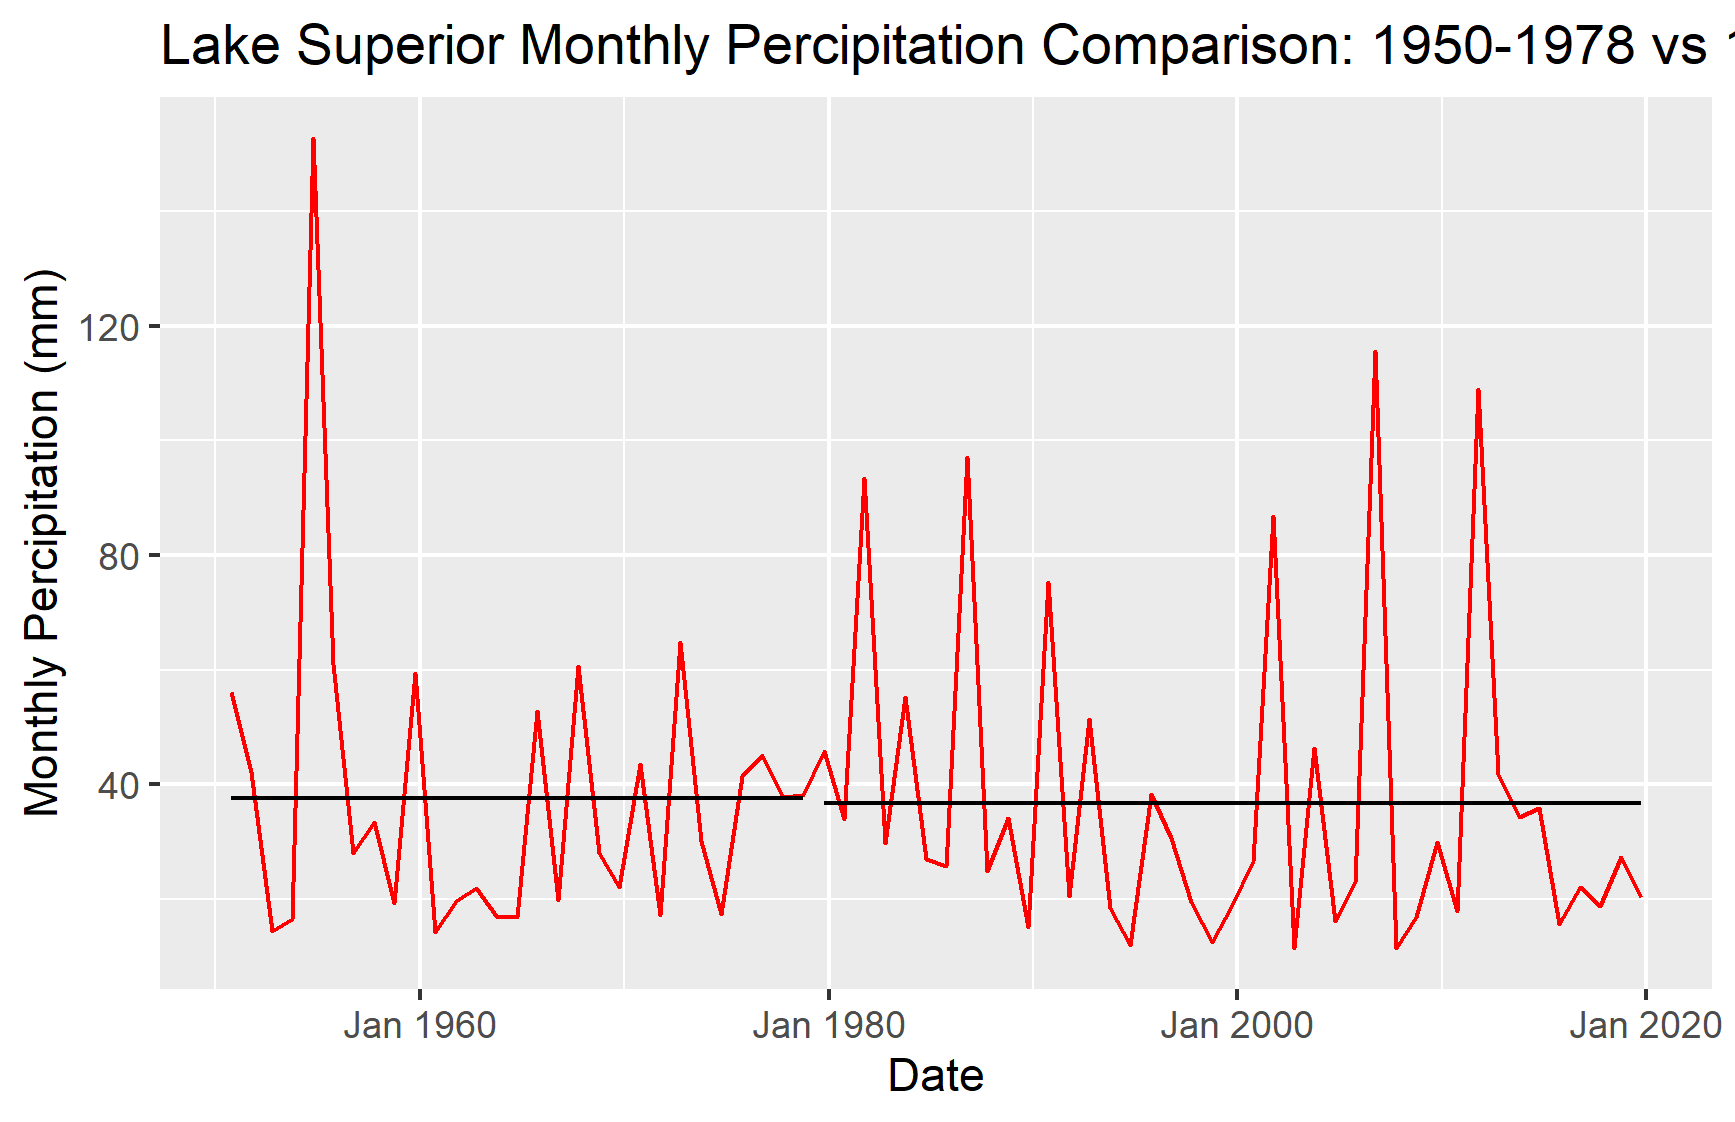 Lake Superior Monthly Percipitation Comparison: 1950-1978 vs
Monthly Percipitation (mm)
120
80
40
Jan 1960
Jan 1980
Jan 2000
Jan 2020
Date